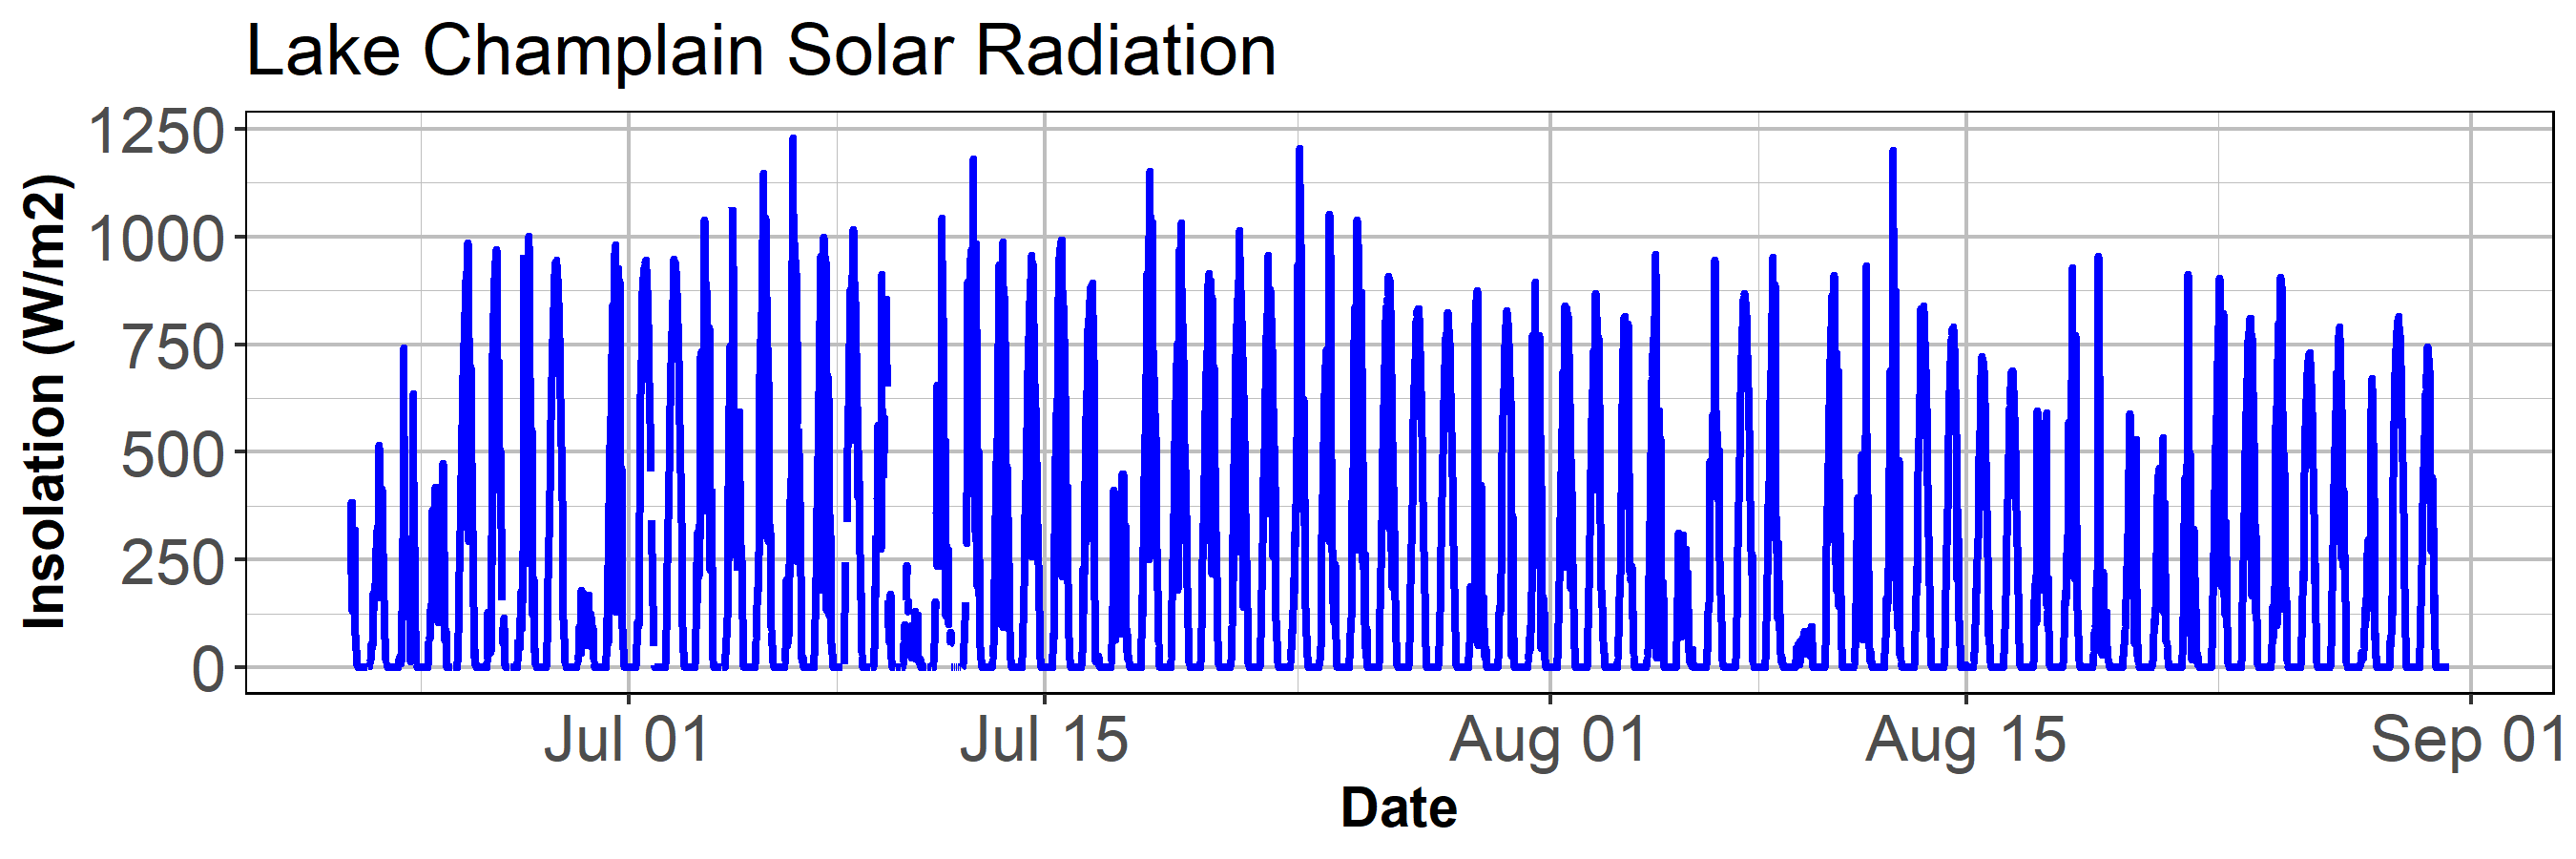 Lake Champlain Solar Radiation
Insolation (W/m2)
1250
1000
750
500
250
0
Jul 01 Jul 15 Aug 01 Aug 15 Sep 01
Date